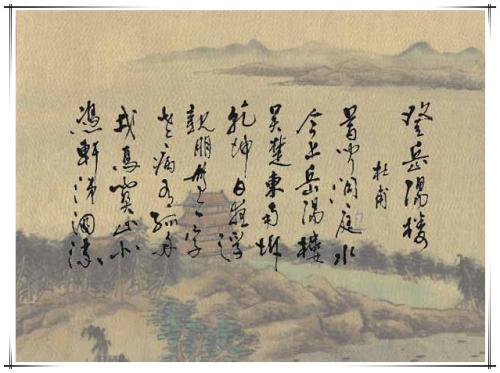 登岳陽樓
杜甫
昔聞洞庭水
今上岳陽樓
吳楚東南坼
乾坤日夜浮
親朋無一字
老病有孤舟
戎馬關山北
憑軒涕泗流